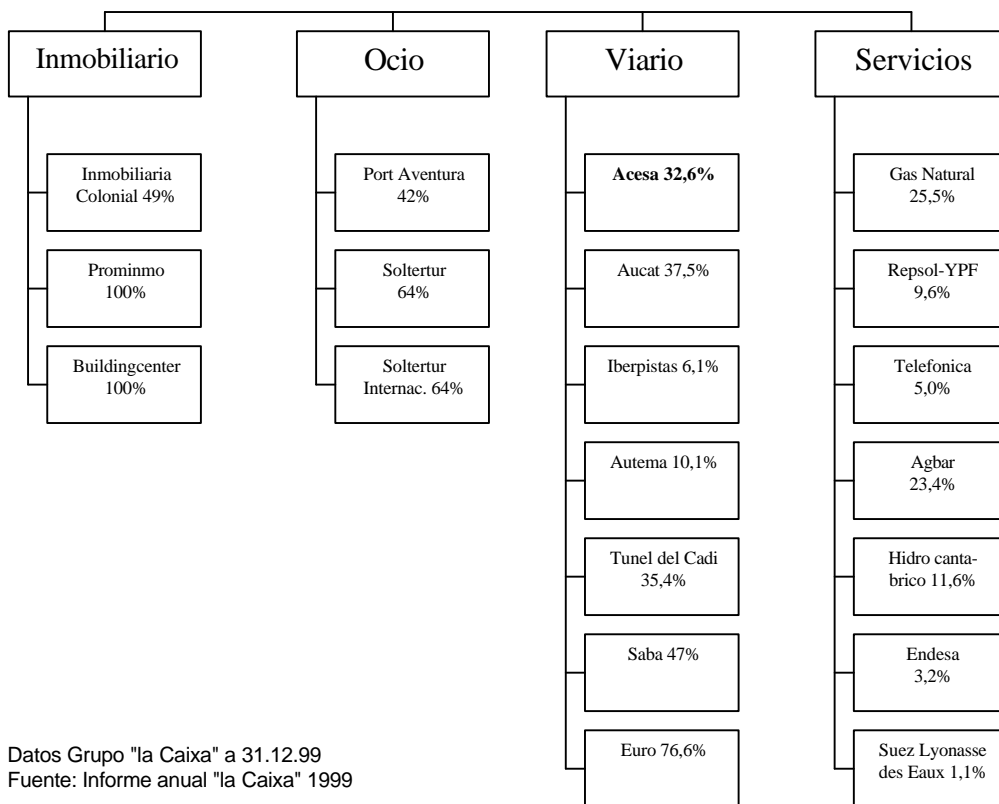 Inmobiliario
Ocio
Viario
Servicios
Inmobiliaria
Colonial 49%
Prominmo
100%
Buildingcenter
100%
Port Aventura
42%
Soltertur
64%
Soltertur
Internac. 64%
Acesa 32,6%
Aucat 37,5%
Iberpistas 6,1%
Autema 10,1%
Tunel del Cadi
35,4%
Saba 47%
Euro 76,6%
Gas Natural
25,5%
Repsol-YPF
9,6%
Telefonica
5,0%
Agbar
23,4%
Hidro canta-
brico 11,6%
Endesa
3,2%
Suez Lyonasse
des Eaux 1,1%
Datos Grupo "la Caixa" a 31.12.99
Fuente: Informe anual "la Caixa" 1999